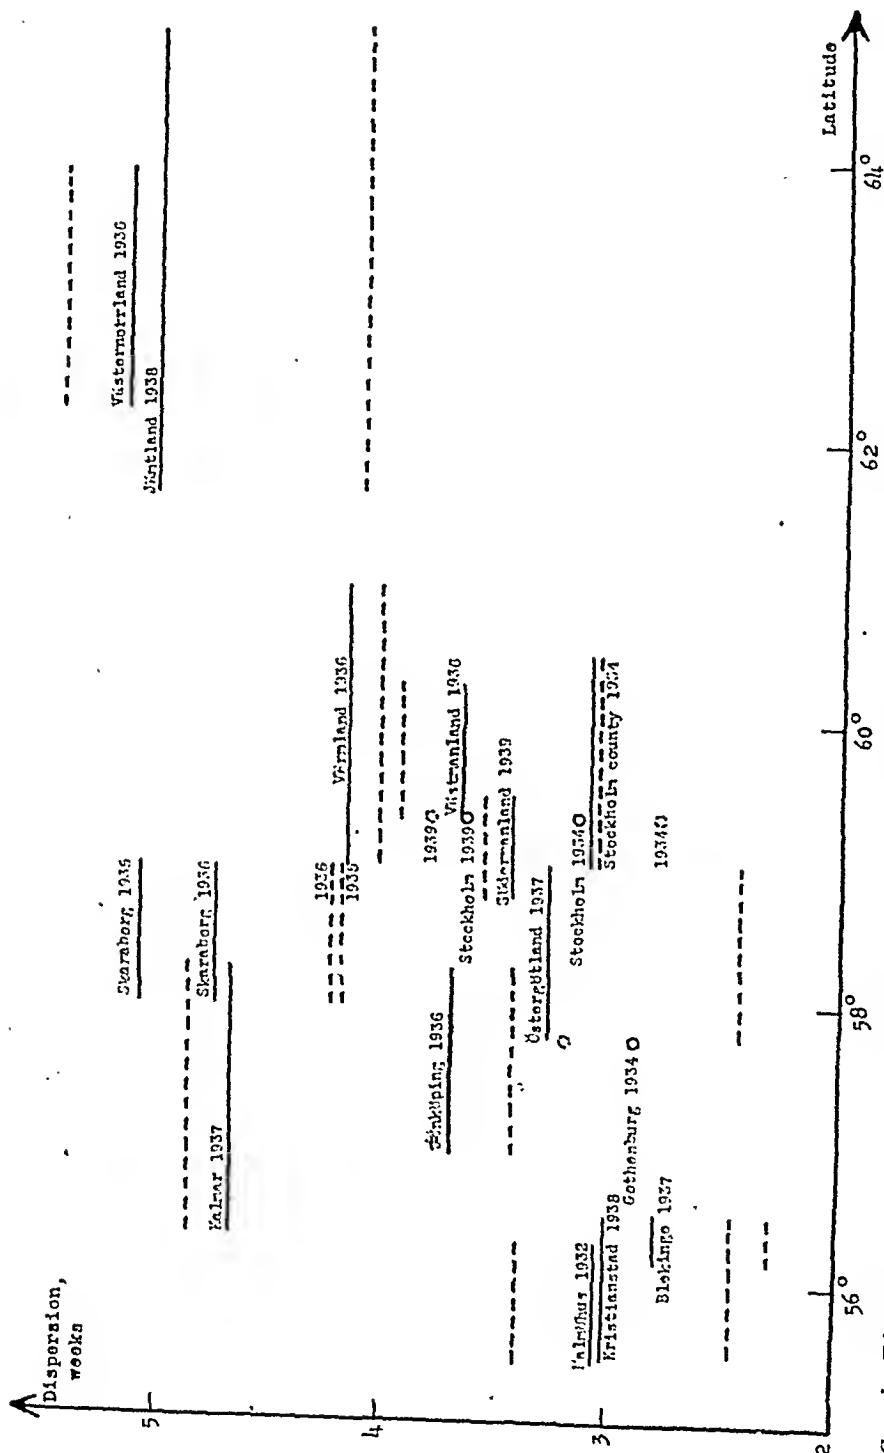 Dispersion,
weeks
5
4
3
2
Västernorrland 1936
Jämtland 1938
Skaraborg 1935
Skaraborg 1936
Kalmar 1937
1936
1935
Värmland 1936
1939
Stockholm 1939
Västmanland 1936
Södermanland 1939
Jönköping 1936
Östergötland 1937
Stockholm 1934
Stockholm county 1934
1934
Gothenburg 1934
Malmöhus 1932
Kristianstad 1938
Blekinge 1937
56°
58°
60°
62°
64°
Latitude